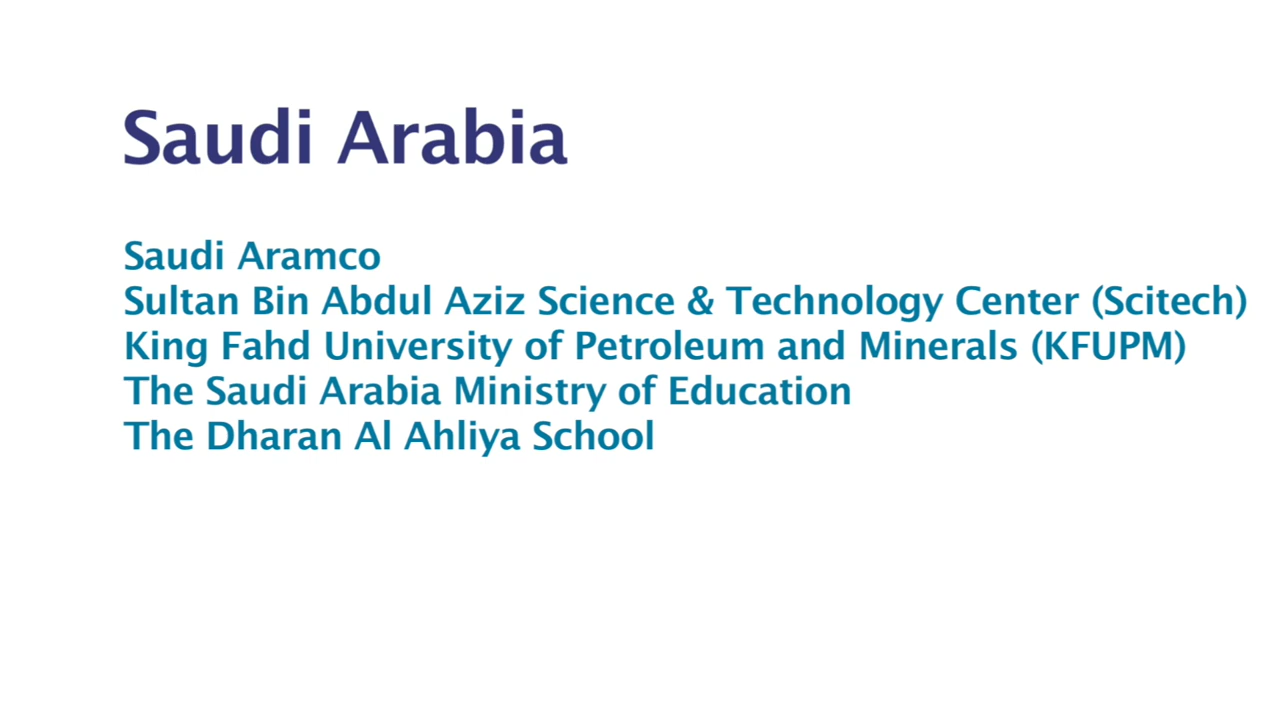 Saudi Arabia
Saudi Aramco
Sultan Bin Abdul Aziz Science & Technology Center (Scitech)
King Fahd University of Petroleum and Minerals (KFUPM)
The Saudi Arabia Ministry of Education
The Dharan Al Ahliya School